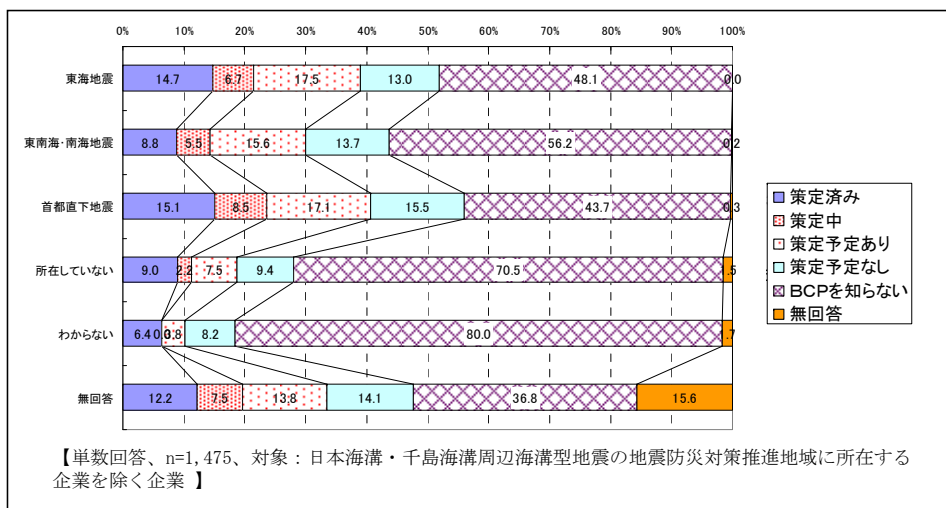 0% 10% 20% 30% 40% 50% 60% 70% 80% 90% 100%
東海地震 14.7 6.7 17.5 13.0 48.1 0.0
東南海・南海地震 8.8 5.5 15.6 13.7 56.2 0.2
首都直下地震 15.1 8.5 17.1 15.5 43.7 0.3
所在していない 9.0 2.2 7.5 9.4 70.5 .5
わからない 6.4 0.0 3.8 8.2 80.0 .7
無回答 12.2 7.5 13.8 14.1 36.8 15.6
策定済み
策定中
策定予定あり
策定予定なし
BCPを知らない
無回答
【単数回答、n=1,475、対象：日本海溝・千島海溝周辺海溝型地震の地震防災対策推進地域に所在する
企業を除く企業 】